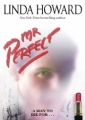 LINDA HOWARD
MR.
PERFECT
A MAN TO
DIE FOR . . .